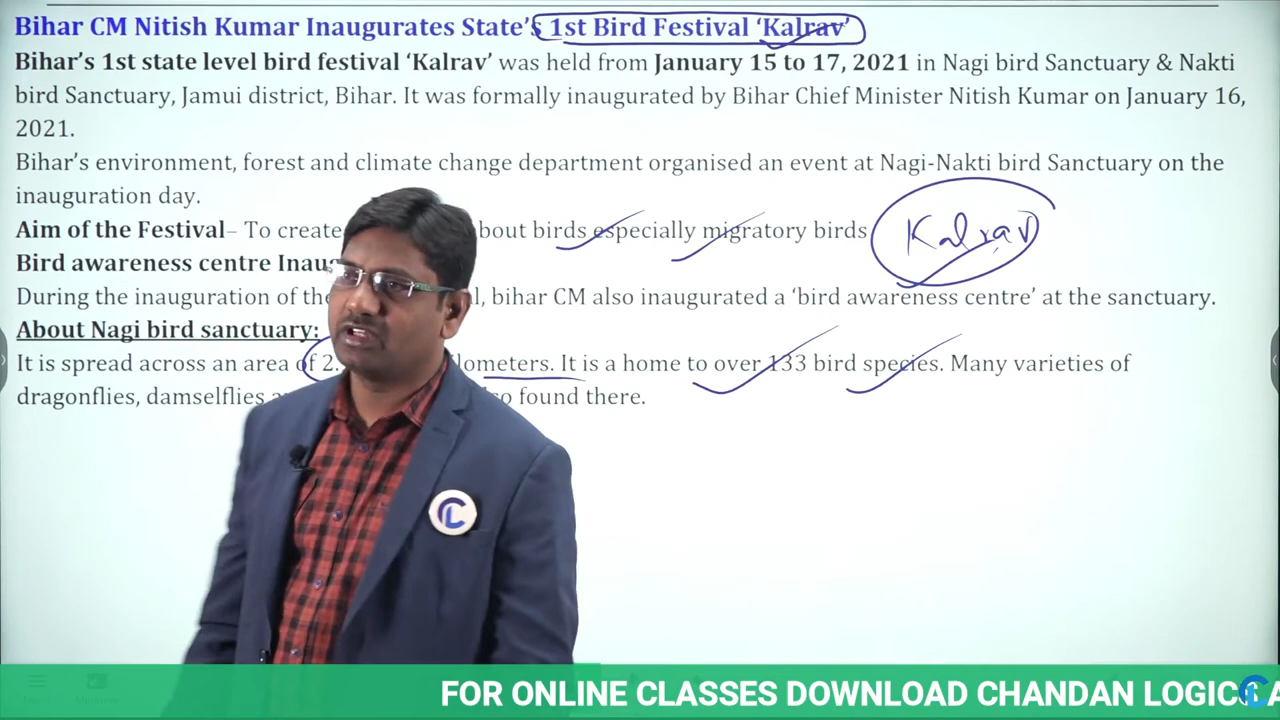 Bihar CM Nitish Kumar Inaugurates State's 1st Bird Festival 'Kalrav'
Bihar's 1st state level bird festival 'Kalrav' was held from January 15 to 17, 2021 in Nagi bird Sanctuary & Nakti
bird Sanctuary, Jamui district, Bihar. It was formally inaugurated by Bihar Chief Minister Nitish Kumar on January 16,
2021.
Bihar's environment, forest and climate change department organised an event at Nagi-Nakti bird Sanctuary on the
inauguration day.
Aim of the Festival– To create about birds especially migratory birds
Kalrav
Bird awareness centre
During the inauguration of the bihar CM also inaugurated a 'bird awareness centre' at the sanctuary.
About Nagi bird sanctuary:
It is spread across an area of 2. It is a home to over 133 bird species. Many varieties of
dragonflies, damselflies found there.
FOR ONLINE CLASSES DOWNLOAD CHANDAN LOGICS